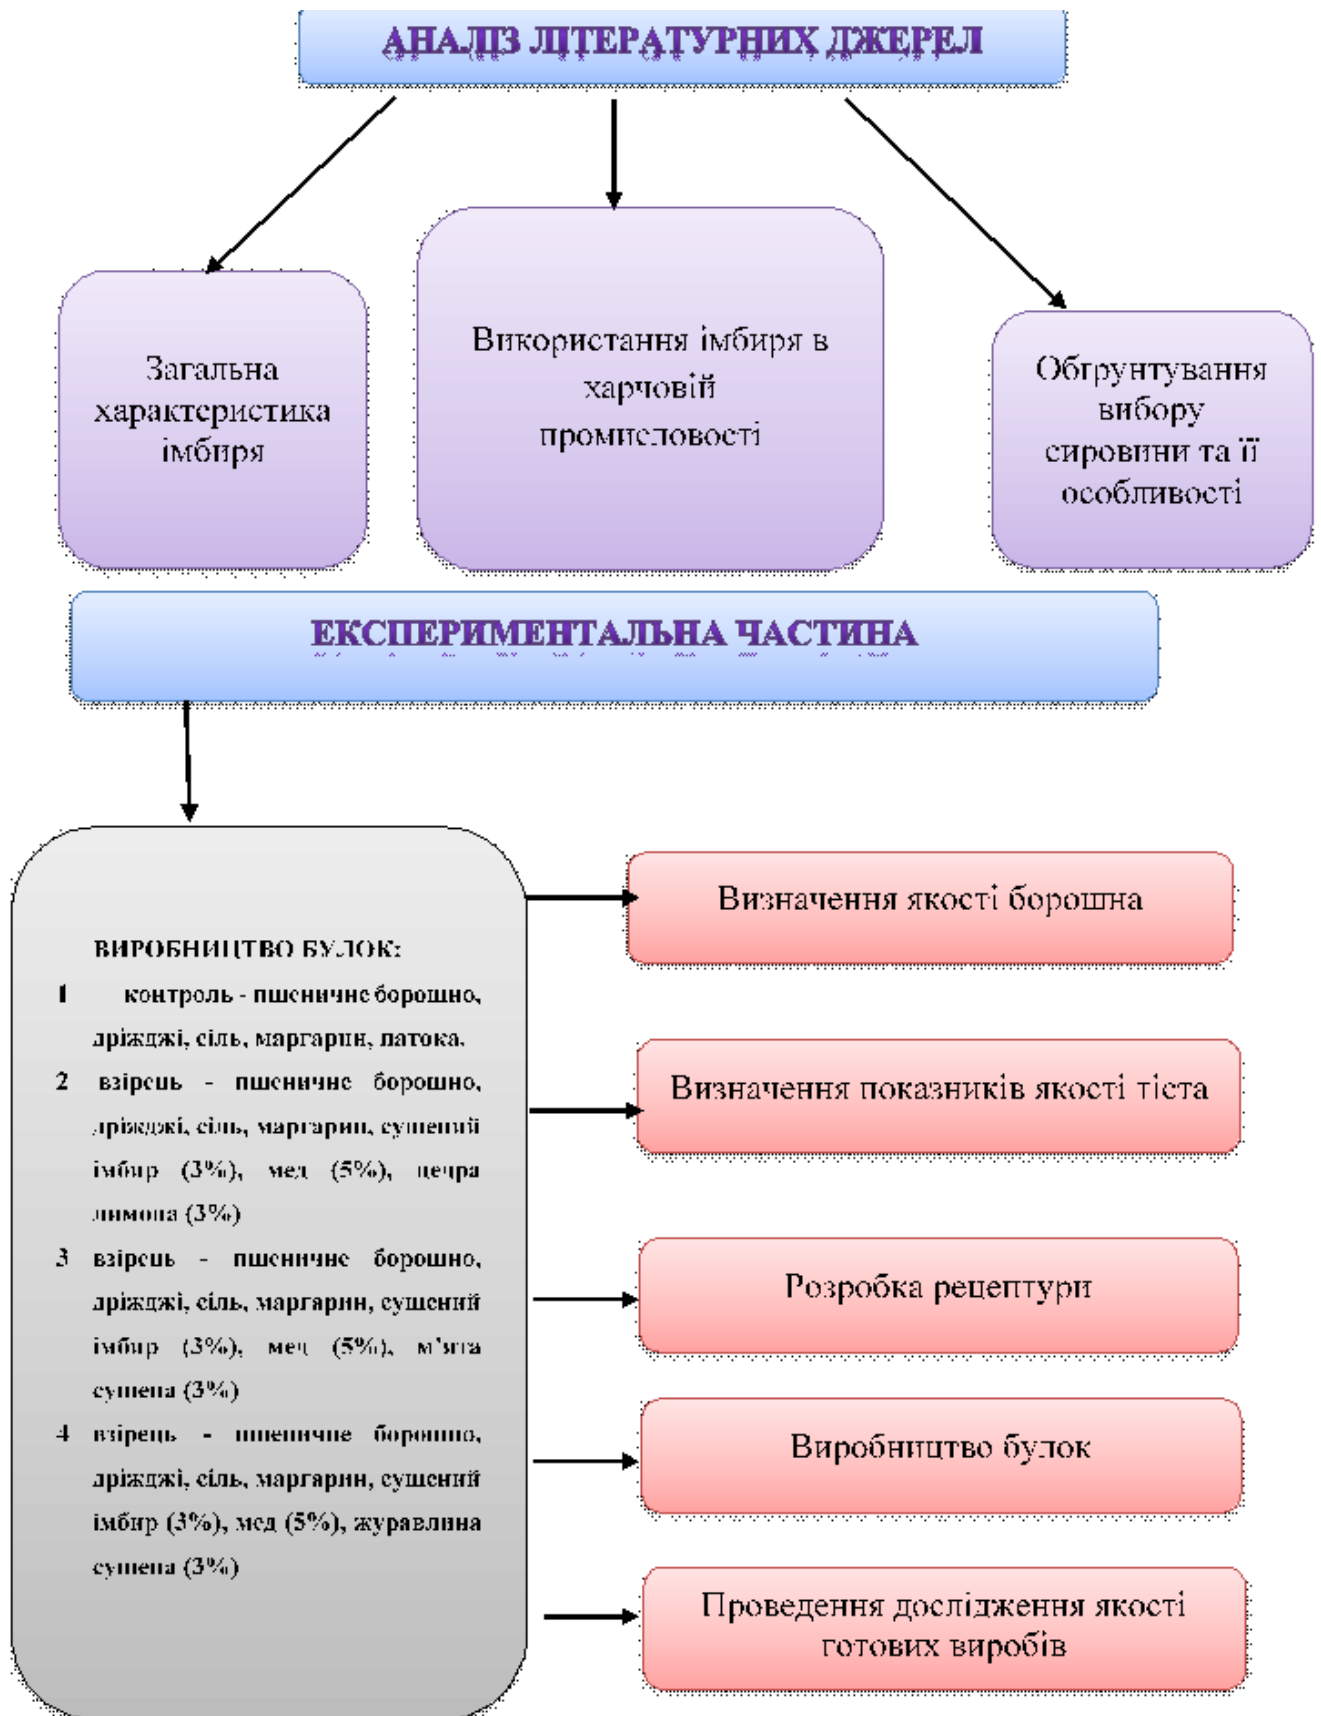 АНАЛІЗ ЛІТЕРАТУРНИХ ДЖЕРЕЛ
Загальна
характеристика
імбиря
Використання імбиря в
харчовій
промисловості
Обґрунтування
вибору
сировини та її
особливості
ЕКСПЕРИМЕНТАЛЬНА ЧАСТИНА
ВИРОБНИЦТВО БУЛОК:
1 контроль - пшеничне борошно,
дріжджі, сіль, маргарин, патока.
2 взірець - пшеничне борошно,
дріжджі, сіль, маргарин, сушений
імбир (3%), мед (5%), цедра
лимона (3%)
3 взірець - пшеничне борошно,
дріжджі, сіль, маргарин, сушений
імбир (3%), мед (5%), м’ята
сушена (3%)
4 взірець - пшеничне борошно,
дріжджі, сіль, маргарин, сушений
імбир (3%), мед (5%), журавлина
сушена (3%)
Визначення якості борошна
Визначення показників якості тіста
Розробка рецептури
Виробництво булок
Проведення дослідження якості
готових виробів